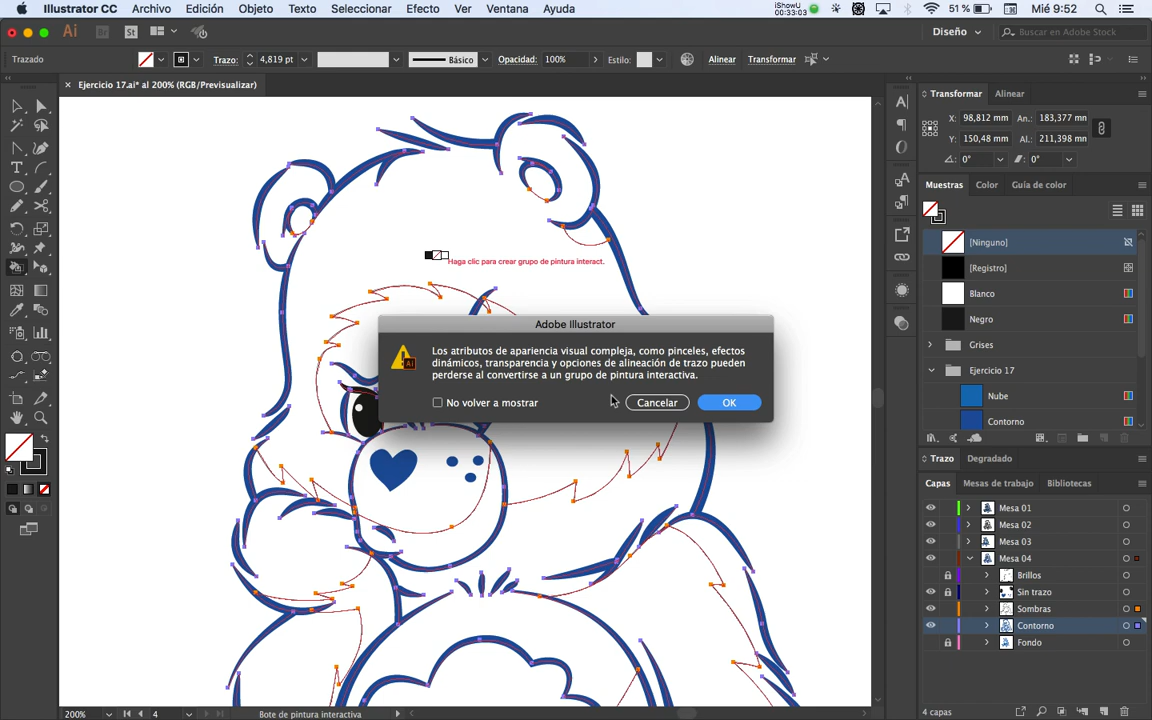 Illustrator CC Archivo Edición Objeto Texto Seleccionar Efecto Ver Ventana Ayuda iShowU 00:33:03 51 % Mié 9:52
Ai Br St Diseño Buscar en Adobe Stock
Trazado Trazo: 4,819 pt Básico Opacidad: 100% Estilo: Alinear Transformar
× Ejercicio 17.ai* al 200% (RGB/Previsualizar)
Transformar Alinear
X: 98,812 mm An.: 183,377 mn
Y: 150,48 mm Al.: 211,398 mm
0° 0°
Muestras Color Guía de color
[Ninguno]
[Registro]
Blanco
Negro
Grises
Ejercicio 17
Nube
Contorno
Haga clic para crear grupo de pintura interact.
Adobe Illustrator
Los atributos de apariencia visual compleja, como pinceles, efectos
dinámicos, transparencia y opciones de alineación de trazo pueden
perderse al convertirse a un grupo de pintura interactiva.
No volver a mostrar Cancelar OK
Trazo Degradado
Capas Mesas de trabajo Bibliotecas
Mesa 01
Mesa 02
Mesa 03
Mesa 04
Brillos
Sin trazo
Sombras
Contorno
Fondo
200% 4 Bote de pintura interactiva 4 capas